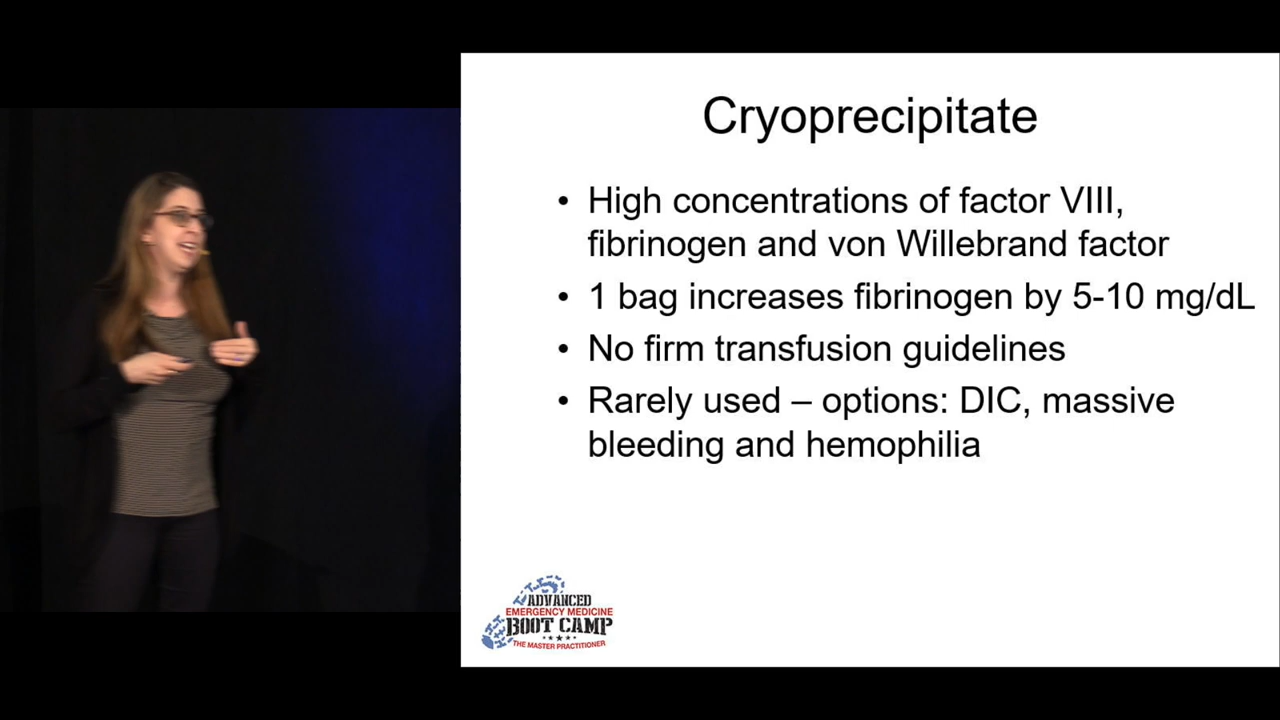 Cryoprecipitate
• High concentrations of factor VIII,
fibrinogen and von Willebrand factor
• 1 bag increases fibrinogen by 5-10 mg/dL
• No firm transfusion guidelines
• Rarely used – options: DIC, massive
bleeding and hemophilia
ADVANCED
EMERGENCY MEDICINE
BOOT CAMP
THE MASTER PRACTITIONER